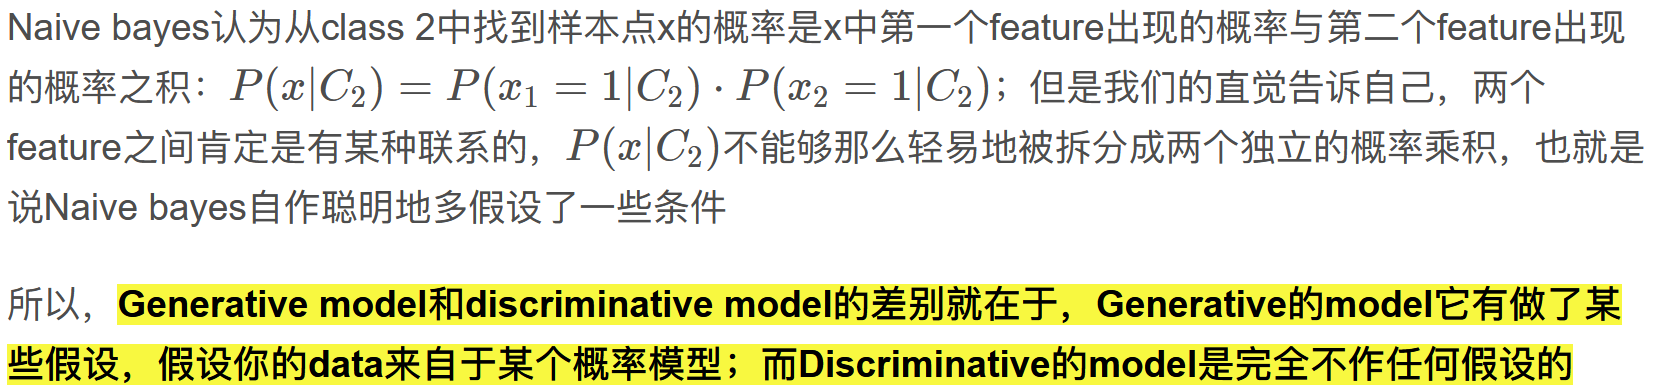 Naive bayes认为从class 2中找到样本点x的概率是x中第一个feature出现的概率与第二个feature出现
的概率之积：P(x|C₂) = P(x₁ = 1|C₂) · P(x₂ = 1|C₂)；但是我们的直觉告诉自己，两个
feature之间肯定是有某种联系的，P(x|C₂)不能够那么轻易地被拆分成两个独立的概率乘积，也就是
说Naive bayes自作聪明地多假设了一些条件
所以，Generative model和discriminative model的差别就在于，Generative的model它有做了某
些假设，假设你的data来自于某个概率模型；而Discriminative的model是完全不作任何假设的